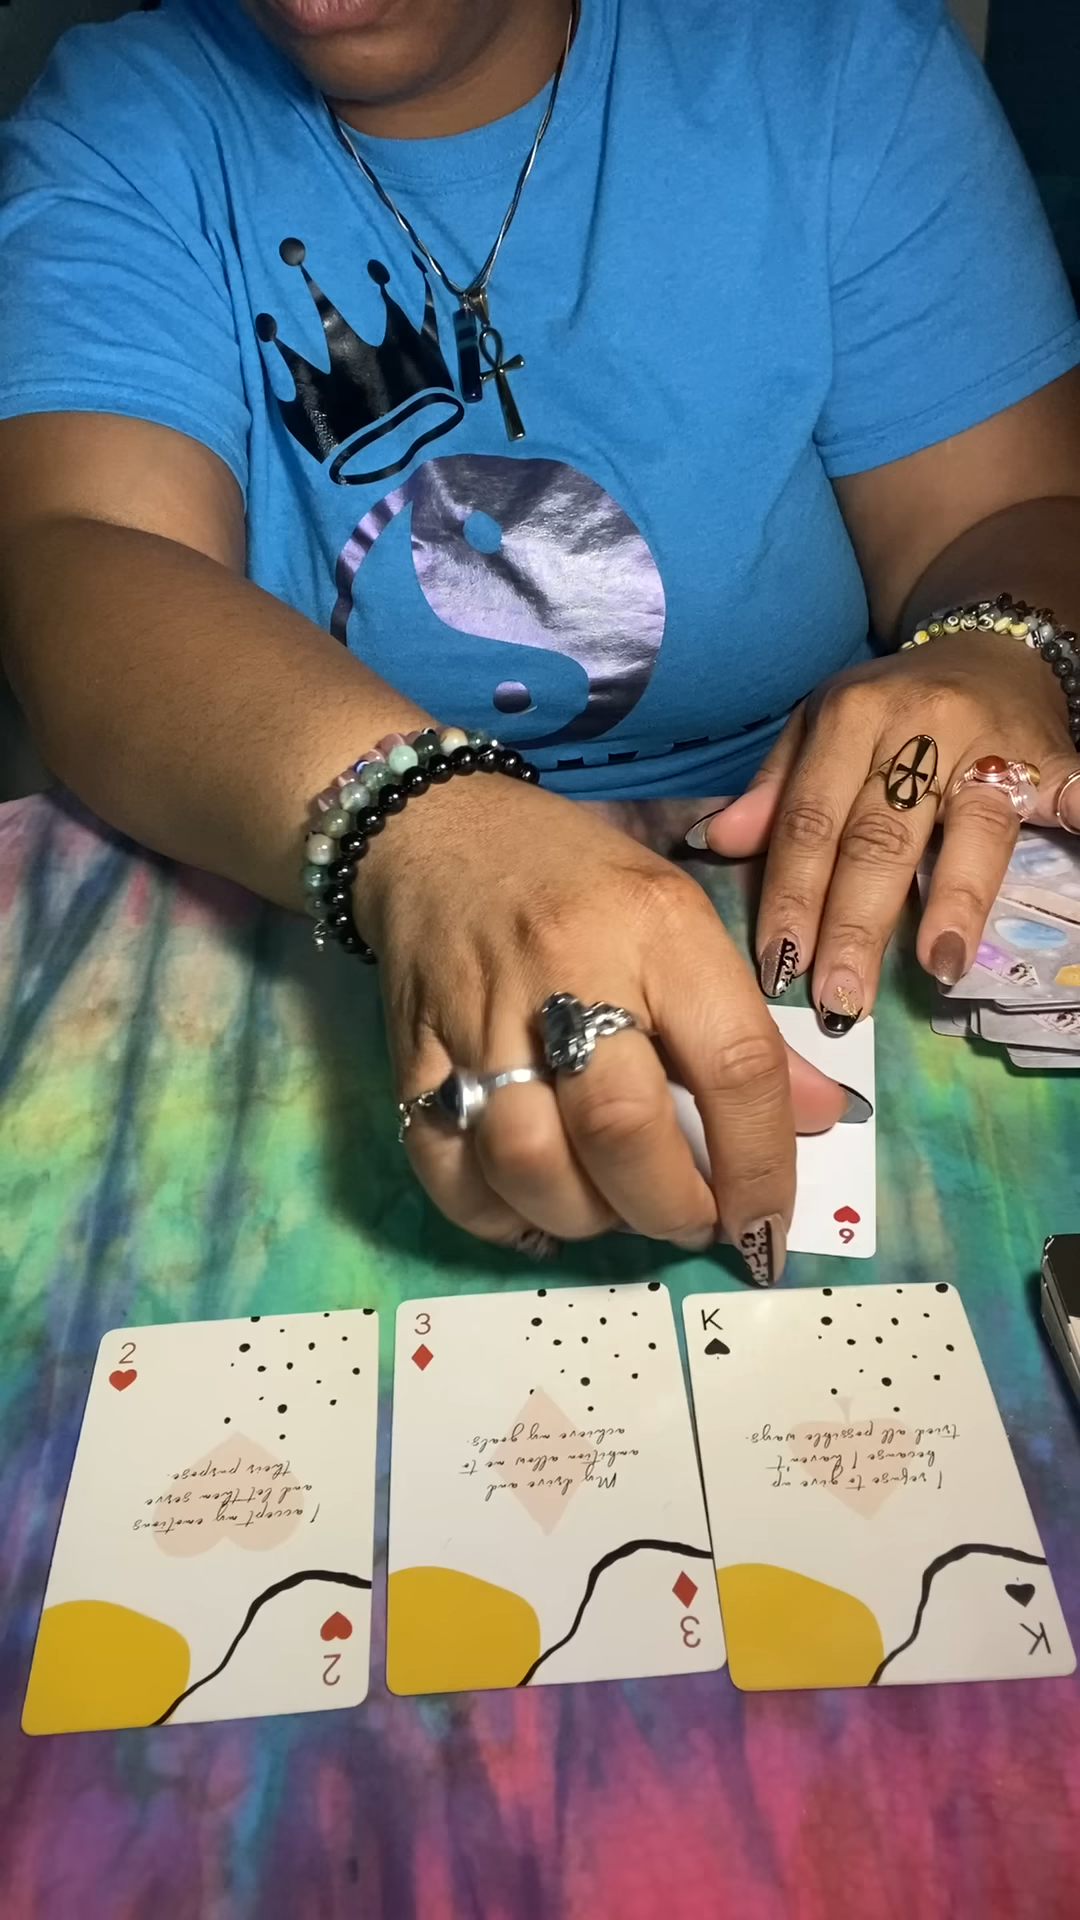 6
2
I accept my emotions
and let them serve
their purpose.
2
3
My drive and
ambition allow me to
achieve my goals.
3
K
I refuse to give up
because I haven't
tried all possible ways.
K